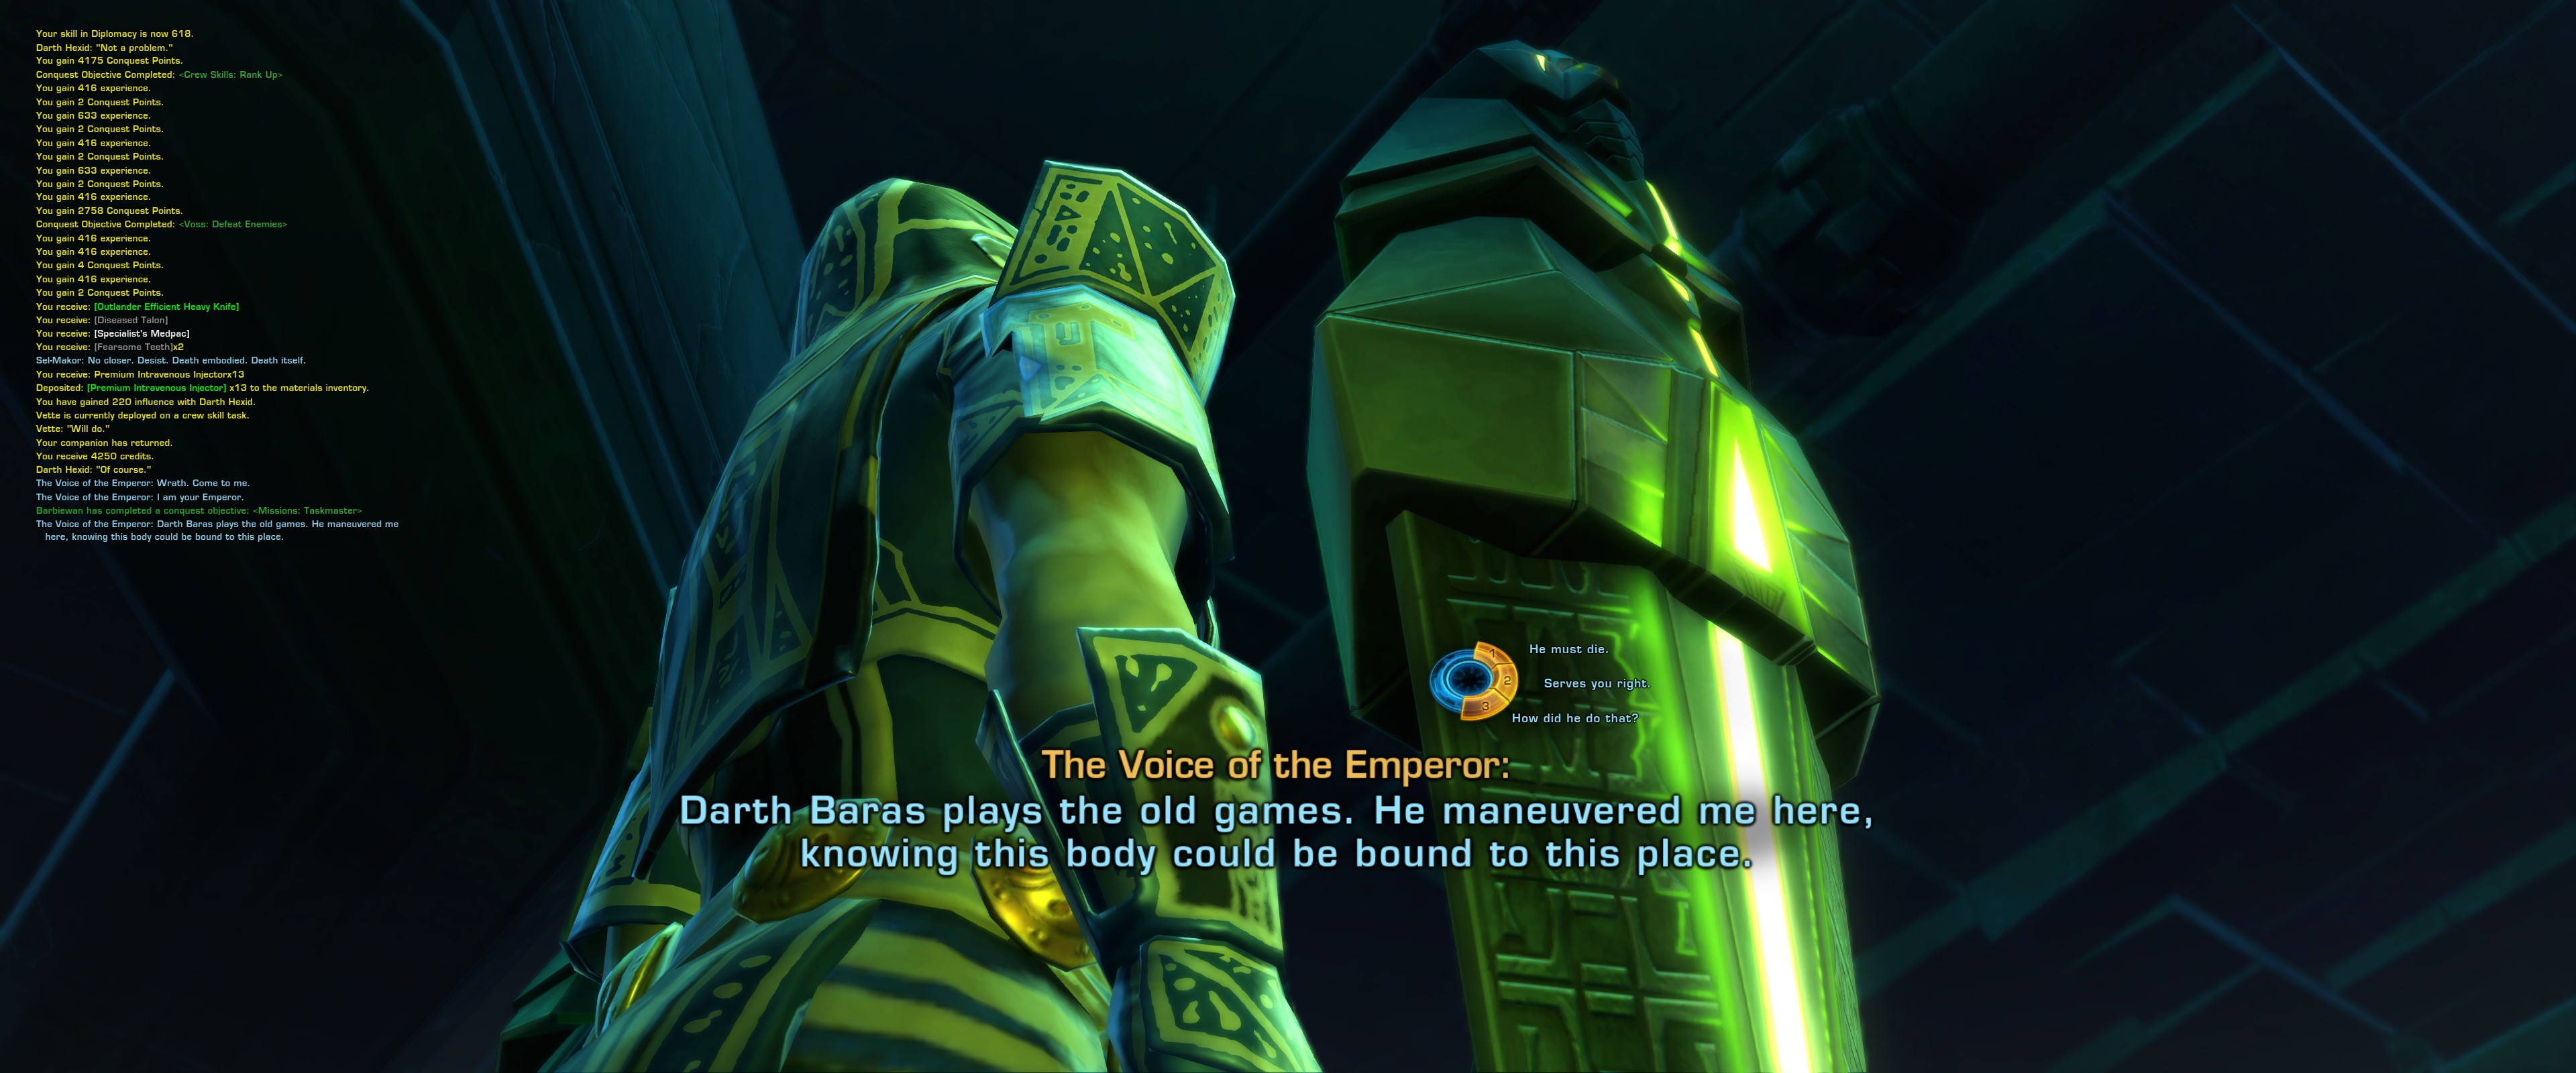 Your skill in Diplomacy is now 618.
Darth Hexid: "Not a problem."
You gain 4175 Conquest Points.
Conquest Objective Completed: <Crew Skills: Rank Up>
You gain 416 experience.
You gain 2 Conquest Points.
You gain 633 experience.
You gain 2 Conquest Points.
You gain 416 experience.
You gain 2 Conquest Points.
You gain 633 experience.
You gain 2 Conquest Points.
You gain 416 experience.
You gain 2758 Conquest Points.
Conquest Objective Completed: <Voss: Defeat Enemies>
You gain 416 experience.
You gain 416 experience.
You gain 4 Conquest Points.
You gain 416 experience.
You gain 2 Conquest Points.
You receive: [Outlander Efficient Heavy Knife]
You receive: [Diseased Talon]
You receive: [Specialist's Medpac]
You receive: [Fearsome Teeth]x2
Sel-Makor: No closer. Desist. Death embodied. Death itself.
You receive: Premium Intravenous Injectorx13
Deposited: [Premium Intravenous Injector] x13 to the materials inventory.
You have gained 220 influence with Darth Hexid.
Vette is currently deployed on a crew skill task.
Vette: "Will do."
Your companion has returned.
You receive 4250 credits.
Darth Hexid: "Of course."
The Voice of the Emperor: Wrath. Come to me.
The Voice of the Emperor: I am your Emperor.
Barbiewan has completed a conquest objective: <Missions: Taskmaster>
The Voice of the Emperor: Darth Baras plays the old games. He maneuvered me
here, knowing this body could be bound to this place.
1 He must die.
2 Serves you right.
3 How did he do that?
The Voice of the Emperor:
Darth Baras plays the old games. He maneuvered me here,
knowing this body could be bound to this place.